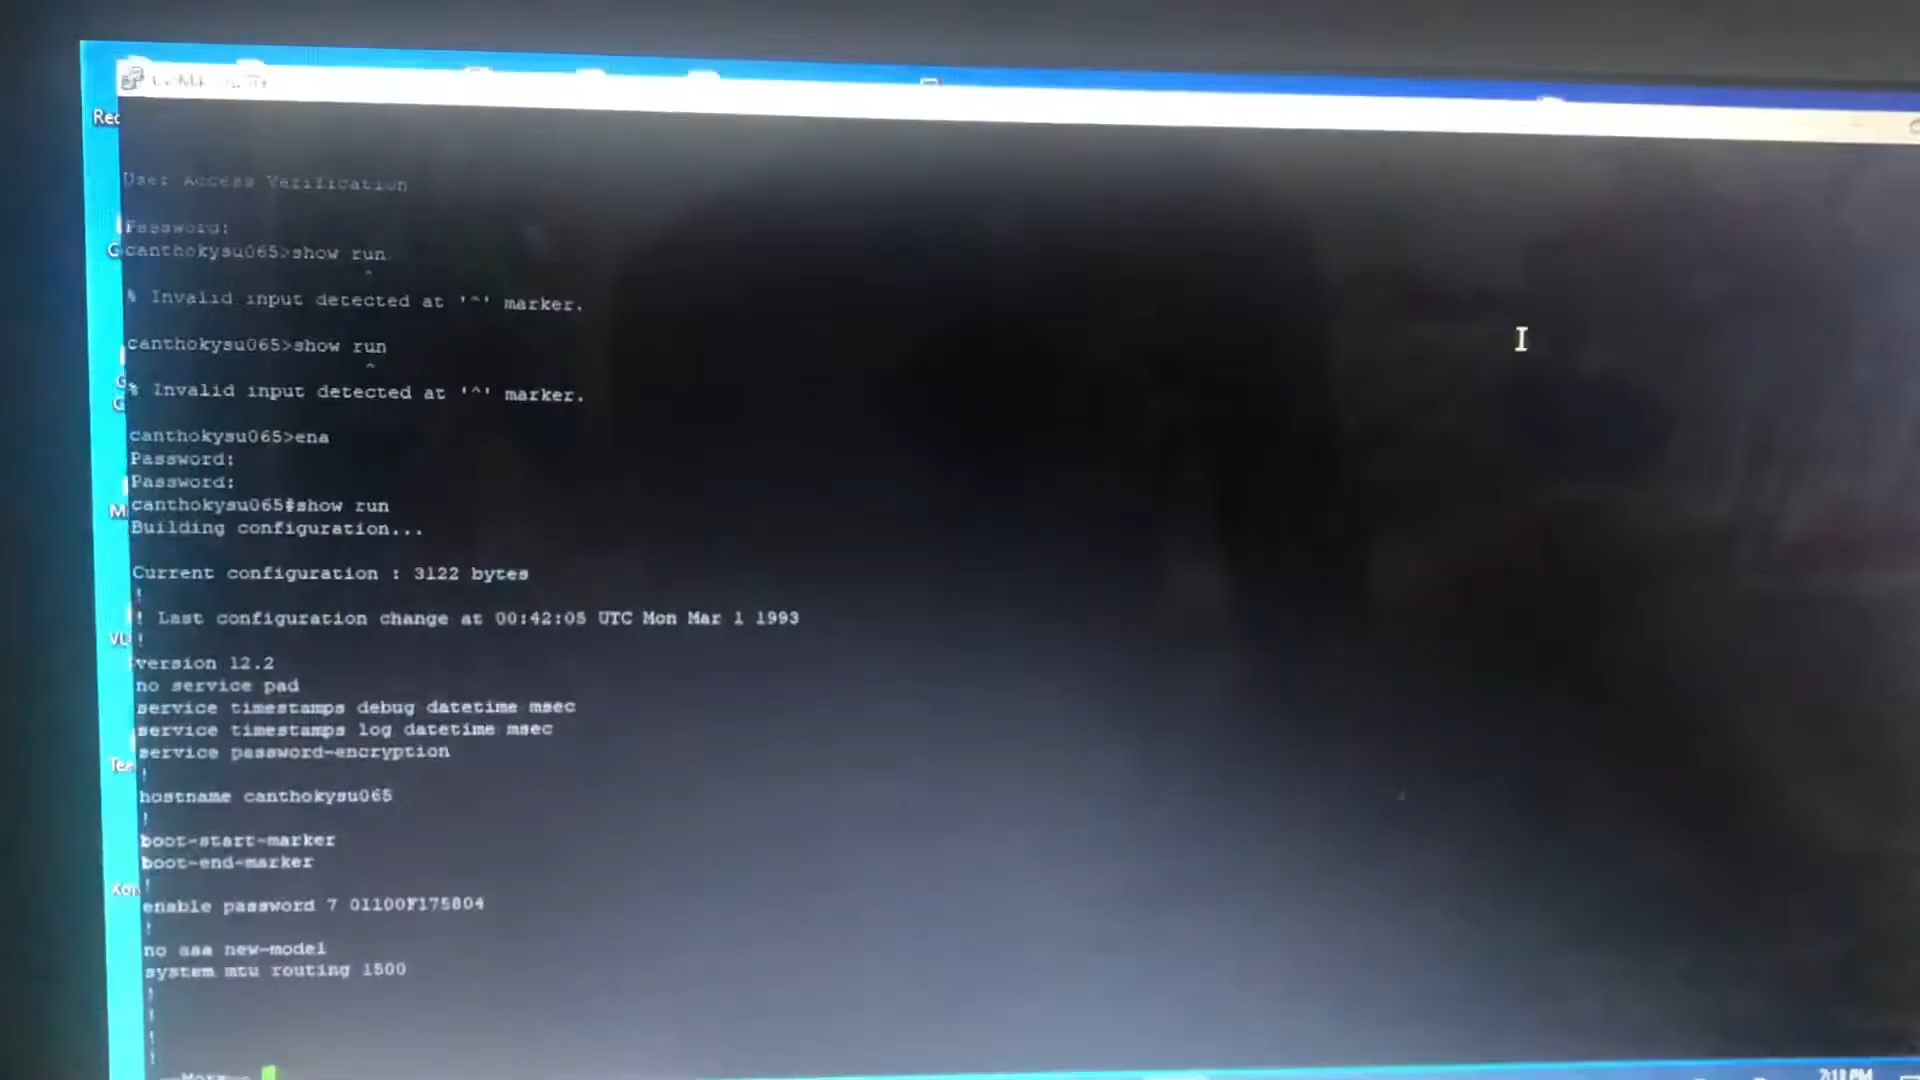 Rec
User Access Verification
Password:
canthokysu065>show run
^
% Invalid input detected at '^' marker.
canthokysu065>show run
^
% Invalid input detected at '^' marker.
canthokysu065>ena
Password:
Password:
canthokysu065#show run
Building configuration...
Current configuration : 3122 bytes
!
! Last configuration change at 00:42:05 UTC Mon Mar 1 1993
!
version 12.2
no service pad
service timestamps debug datetime msec
service timestamps log datetime msec
service password-encryption
!
hostname canthokysu065
!
boot-start-marker
boot-end-marker
!
enable password 7 01100F175804
!
no aaa new-model
system mtu routing 1500
!
!
!
!
--More--